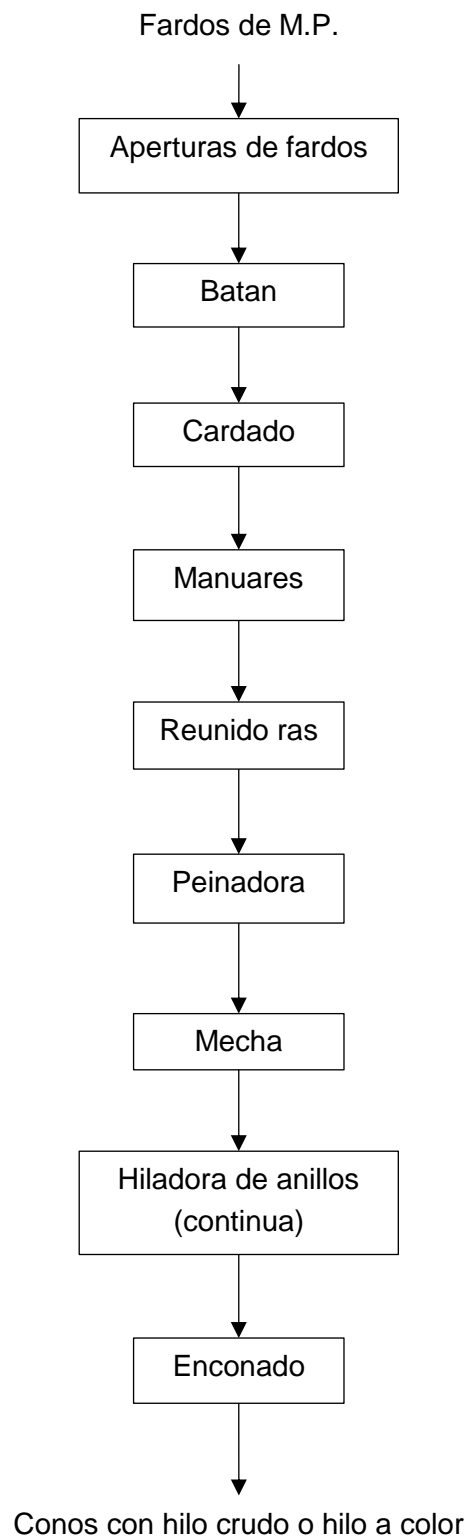 Fardos de M.P.
Aperturas de fardos
Batan
Cardado
Manuares
Reunido ras
Peinadora
Mecha
Hiladora de anillos
(continua)
Enconado
Conos con hilo crudo o hilo a color